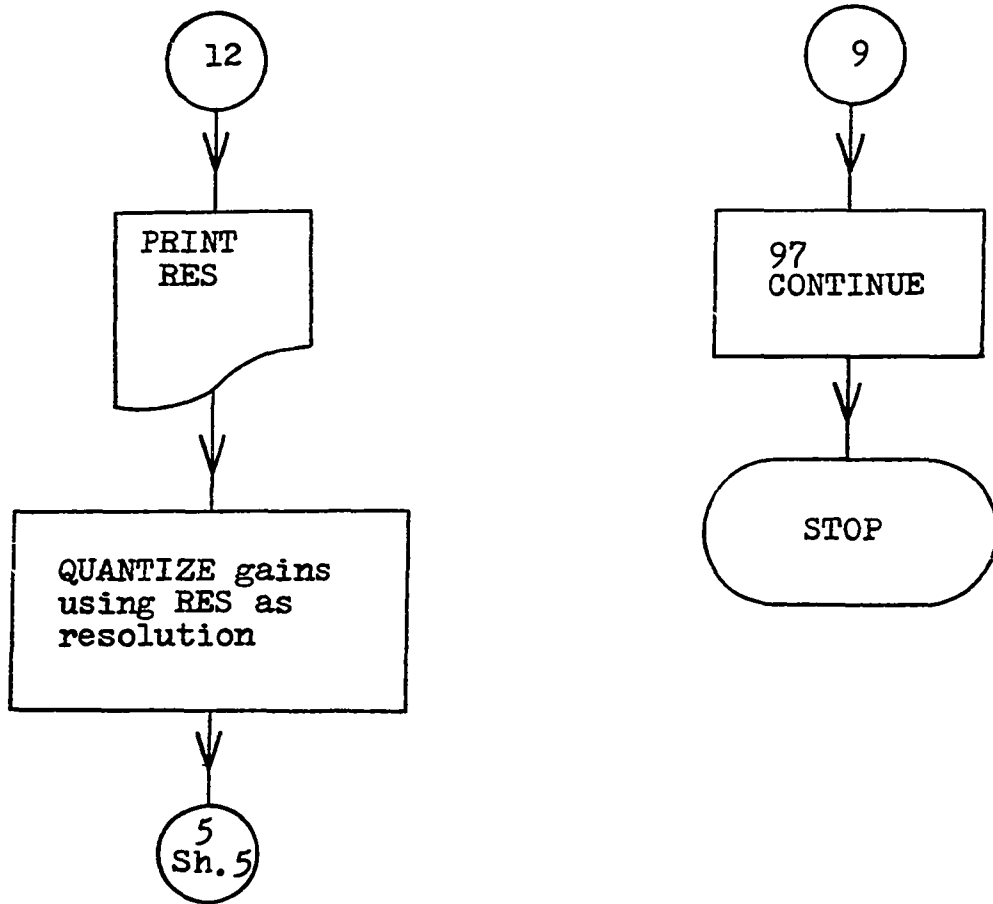 12
PRINT
RES
QUANTIZE gains
using RES as
resolution
5
Sh. 5
9
97
CONTINUE
STOP